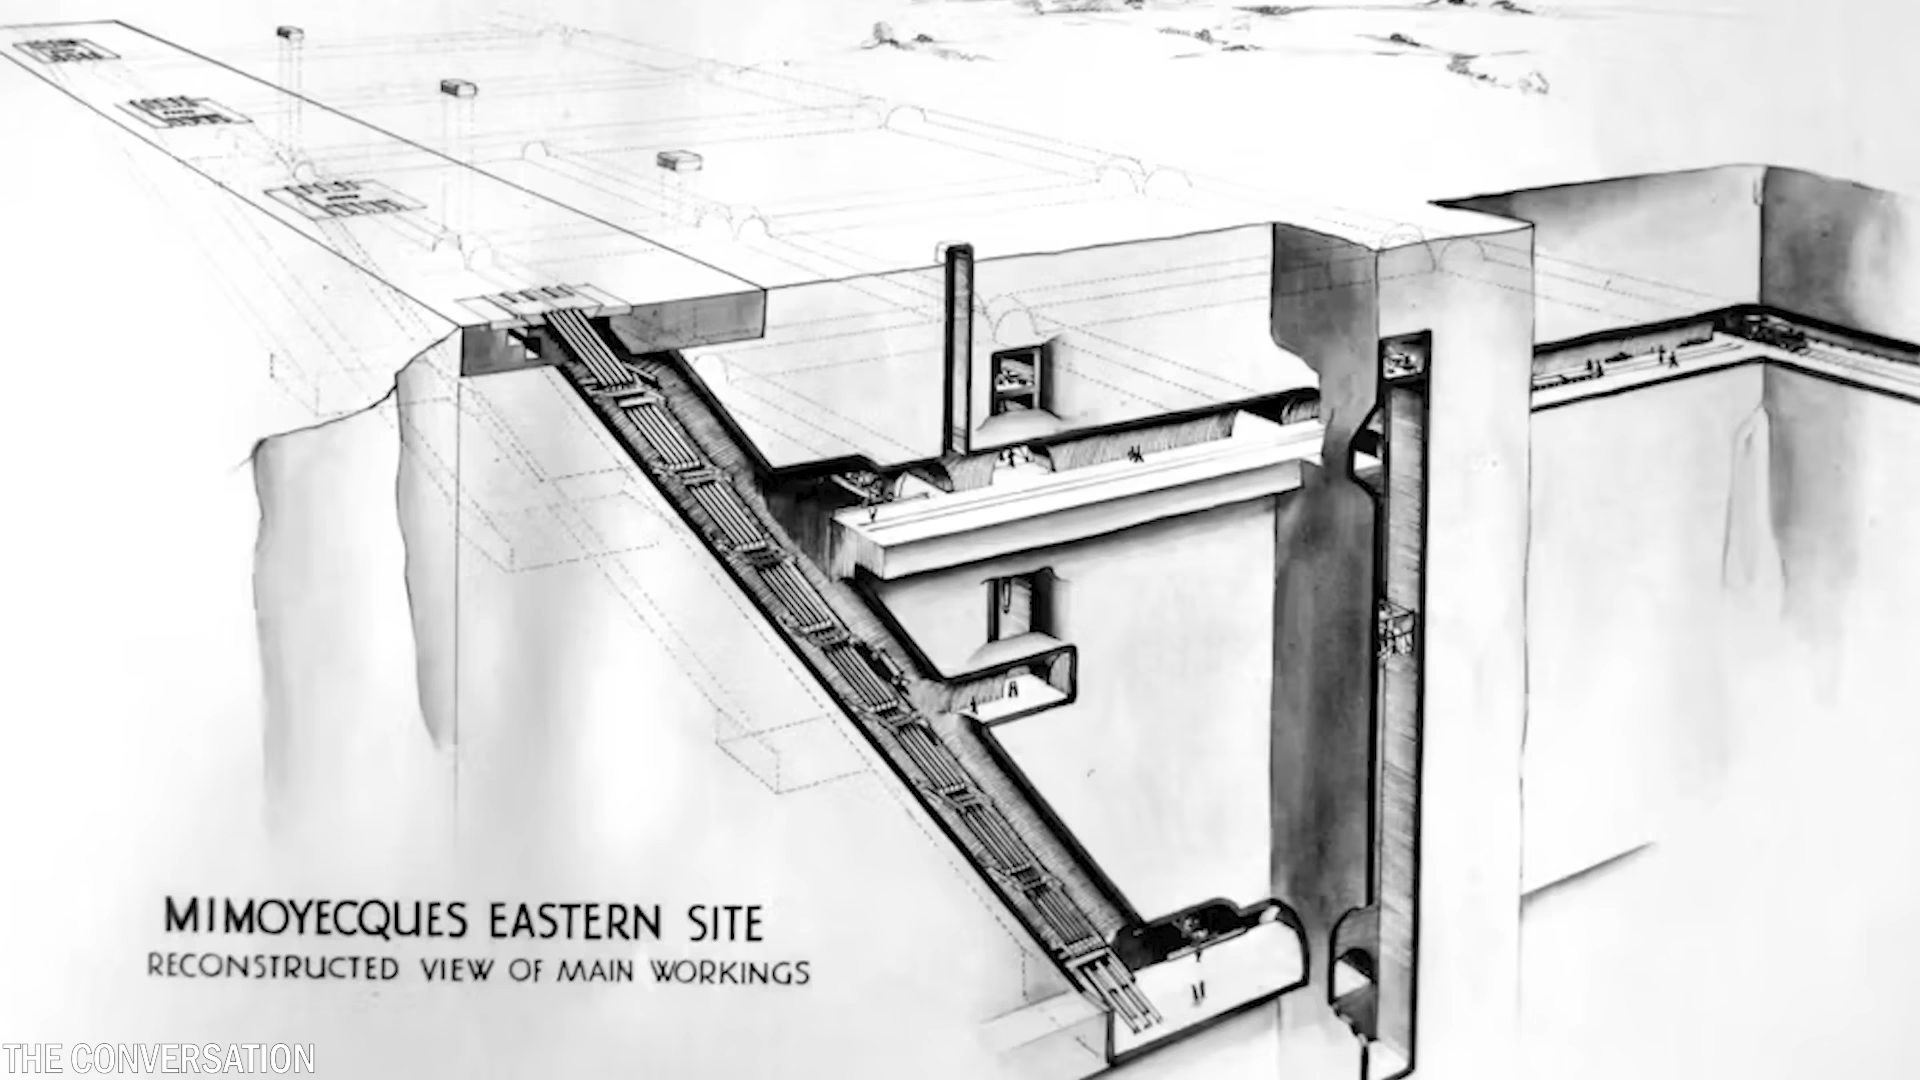 MIMOYECQUES EASTERN SITE
RECONSTRUCTED VIEW OF MAIN WORKINGS
THE CONVERSATION